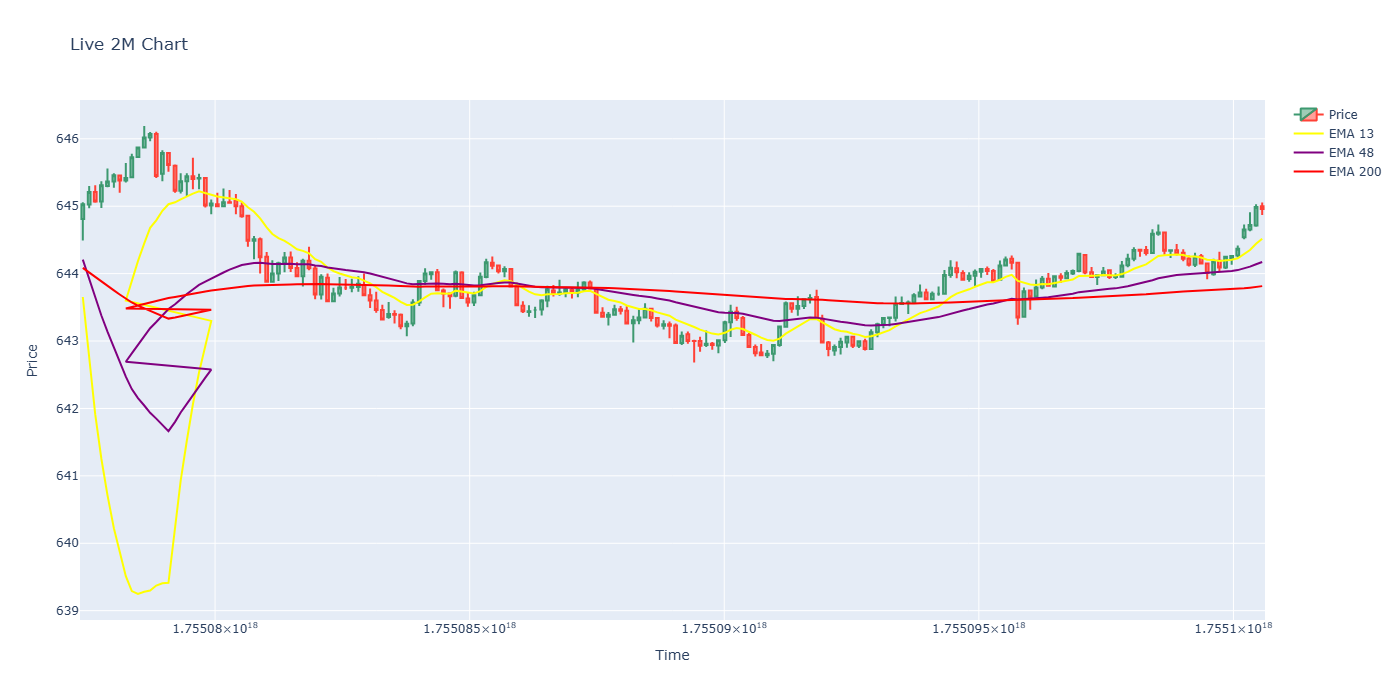 Live 2M Chart
Price
EMA 13
EMA 48
EMA 200
646
645
644
643
642
641
640
639
Price
1.75508×10¹⁸
1.755085×10¹⁸
1.75509×10¹⁸
1.755095×10¹⁸
1.7551×10¹⁸
Time